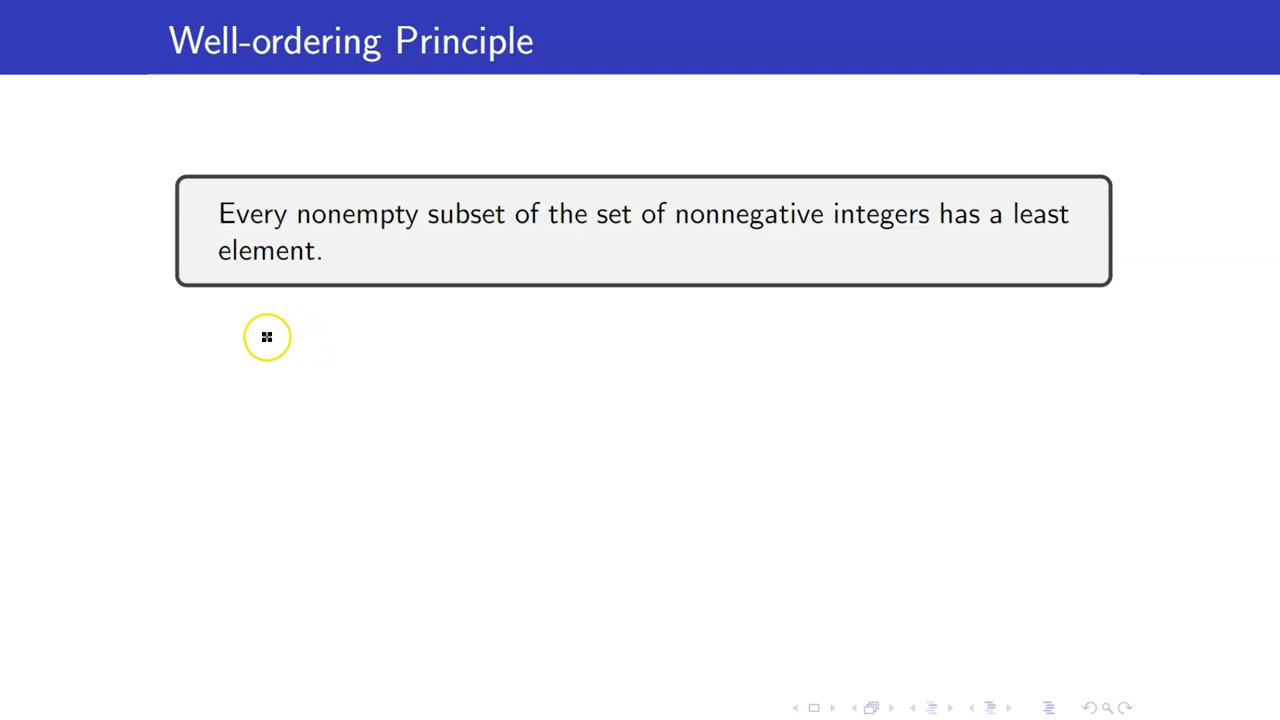 Well-ordering Principle
Every nonempty subset of the set of nonnegative integers has a least
element.